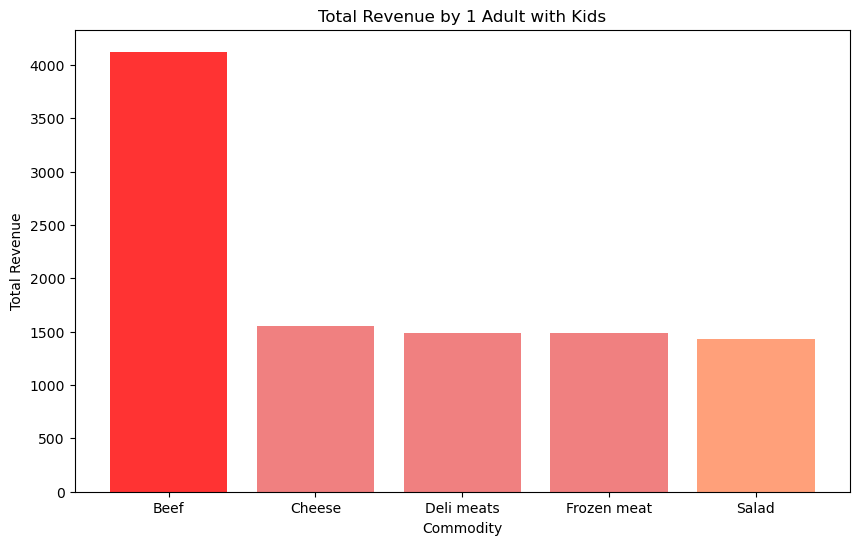 Total Revenue by 1 Adult with Kids
Total Revenue
4000
3500
3000
2500
2000
1500
1000
500
0
Beef Cheese Deli meats Frozen meat Salad
Commodity